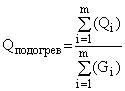 Qподогрев = 
m
∑(Qi)
i=1
m
∑(Gi)
i=1